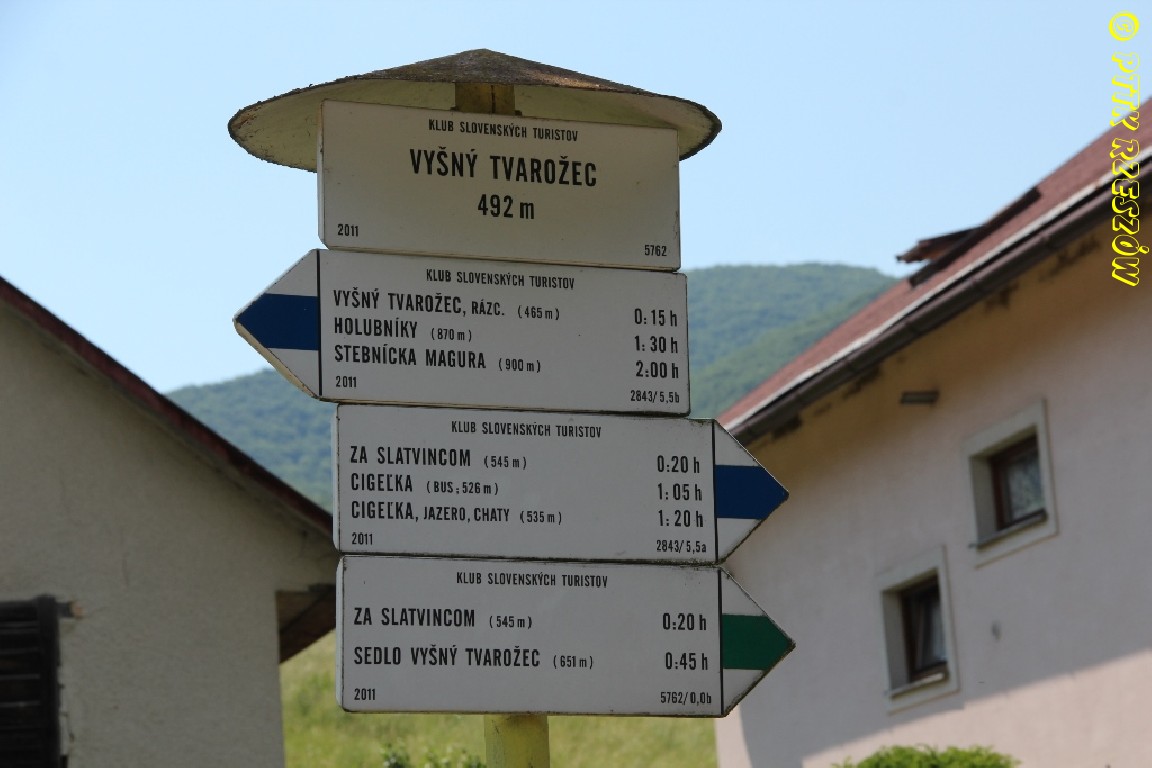 KLUB SLOVENSKÝCH TURISTOV
VYŠNÝ TVAROŽEC
492 m
2011 5762
KLUB SLOVENSKÝCH TURISTOV
VYŠNÝ TVAROŽEC, RÁZC. (465 m) 0:15 h
HOLUBNÍKY (870 m) 1:30 h
STEBNÍCKA MAGURA (900 m) 2:00 h
2011 2843/5,5b
KLUB SLOVENSKÝCH TURISTOV
ZA SLATVINCOM (545 m) 0:20 h
CIGEĽKA (BUS; 526 m) 1:05 h
CIGEĽKA, JAZERO, CHATY (535 m) 1:20 h
2011 2843/5,5a
KLUB SLOVENSKÝCH TURISTOV
ZA SLATVINCOM (545 m) 0:20 h
SEDLO VYŠNÝ TVAROŽEC (651 m) 0:45 h
2011 5762/0,0b
© PTTK RZESZÓW